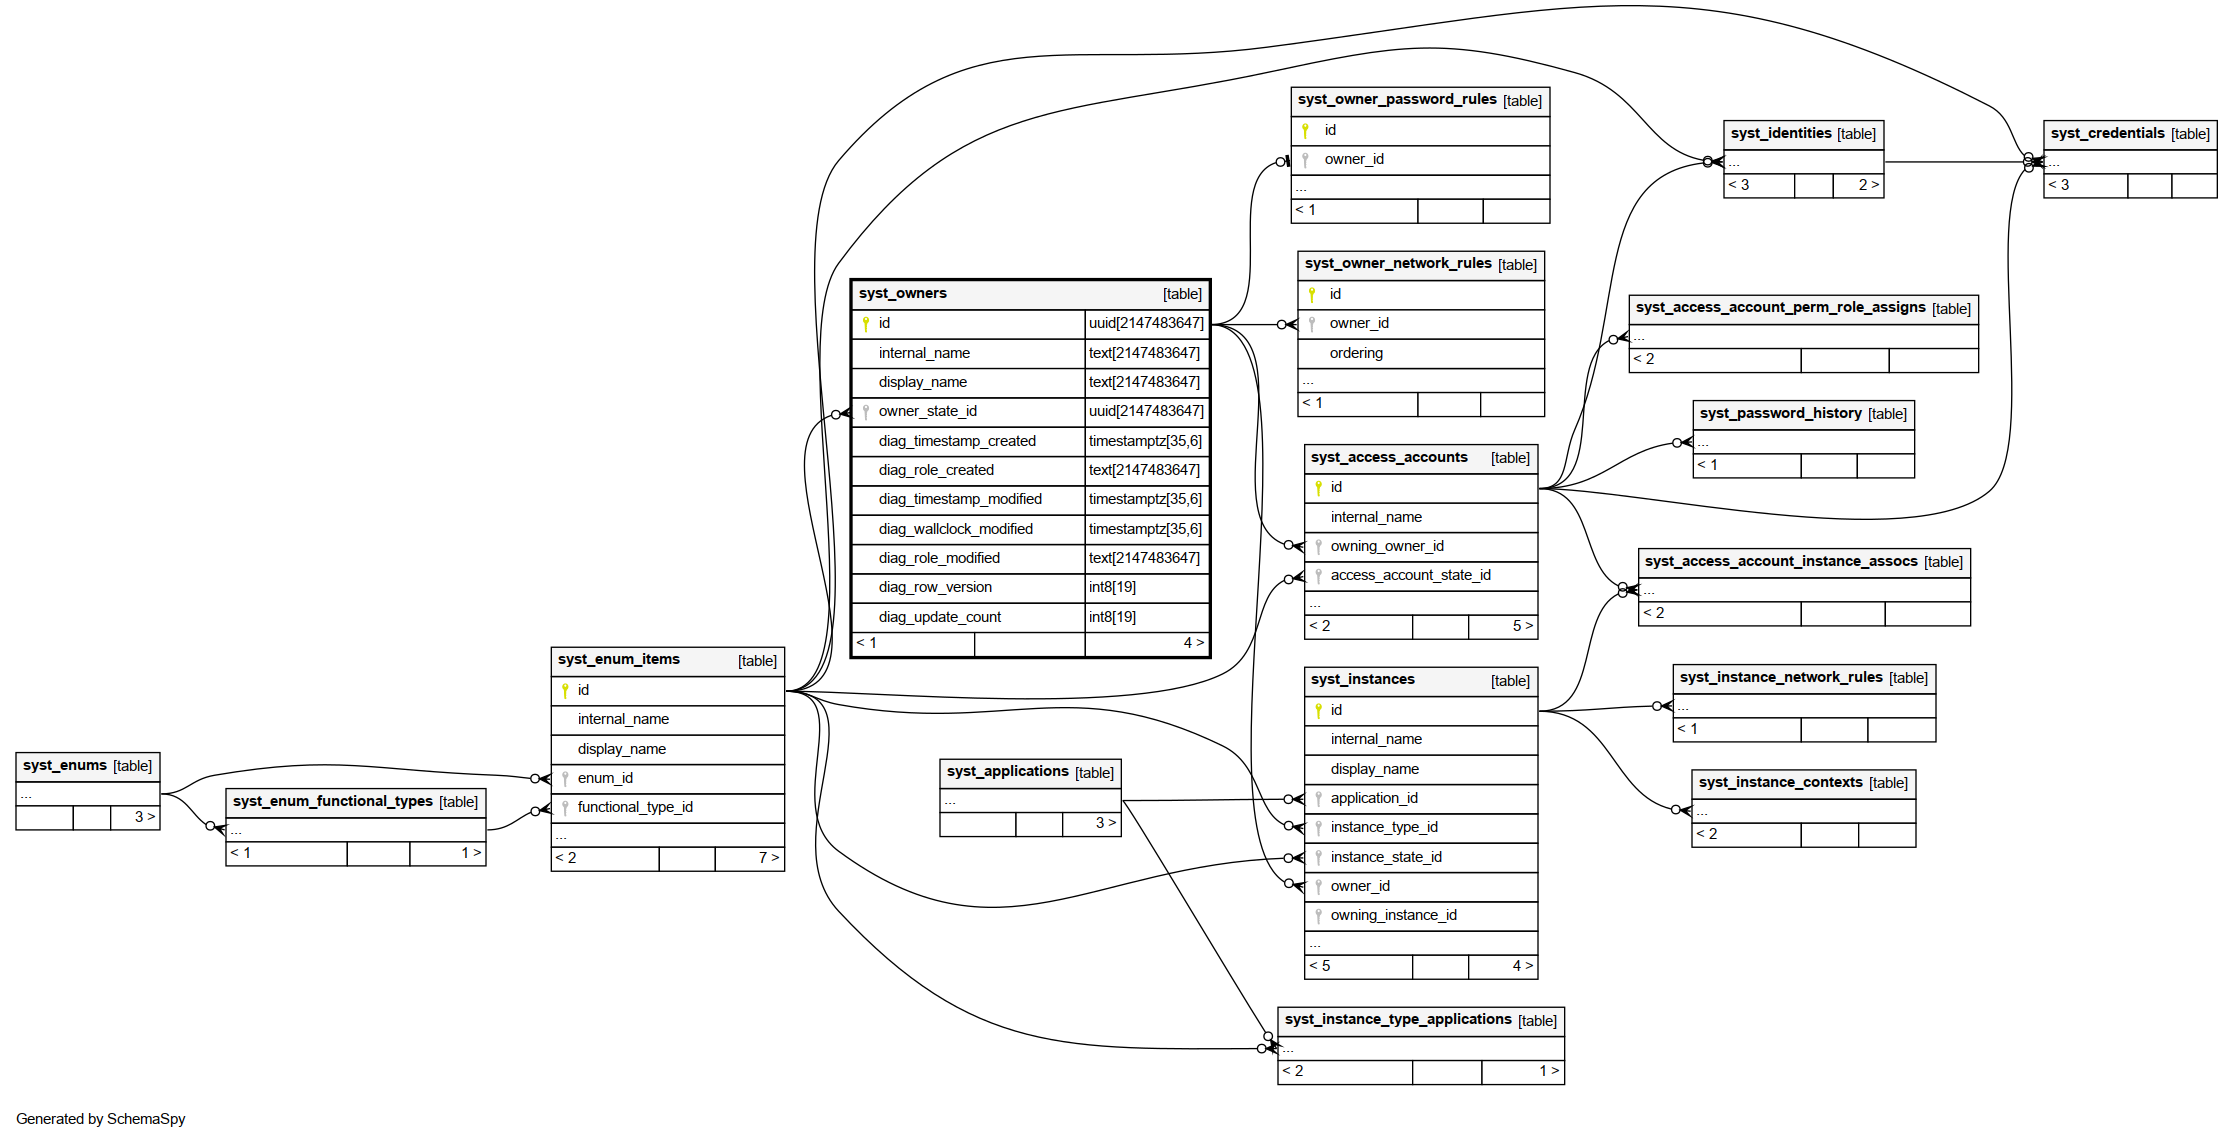 syst_owner_password_rules [table]
id
owner_id
...
< 1
syst_identities [table]
...
< 3 2 >
syst_credentials [table]
...
< 3
syst_owner_network_rules [table]
id
owner_id
ordering
...
< 1
syst_owners [table]
id uuid[2147483647]
internal_name text[2147483647]
display_name text[2147483647]
owner_state_id uuid[2147483647]
diag_timestamp_created timestamptz[35,6]
diag_role_created text[2147483647]
diag_timestamp_modified timestamptz[35,6]
diag_wallclock_modified timestamptz[35,6]
diag_role_modified text[2147483647]
diag_row_version int8[19]
diag_update_count int8[19]
< 1 4 >
syst_access_account_perm_role_assigns [table]
...
< 2
syst_password_history [table]
...
< 1
syst_access_accounts [table]
id
internal_name
owning_owner_id
access_account_state_id
...
< 2 5 >
syst_access_account_instance_assocs [table]
...
< 2
syst_enum_items [table]
id
internal_name
display_name
enum_id
functional_type_id
...
< 2 7 >
syst_instances [table]
id
internal_name
display_name
application_id
instance_type_id
instance_state_id
owner_id
owning_instance_id
...
< 5 4 >
syst_instance_network_rules [table]
...
< 1
syst_enums [table]
...
3 >
syst_enum_functional_types [table]
...
< 1 1 >
syst_applications [table]
...
3 >
syst_instance_contexts [table]
...
< 2
syst_instance_type_applications [table]
...
< 2 1 >
Generated by SchemaSpy